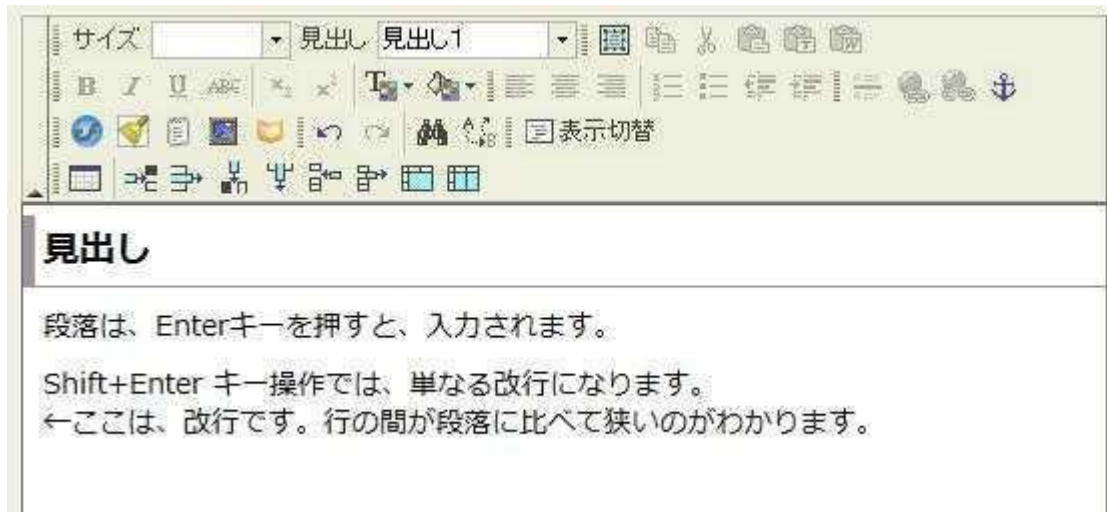 サイズ 見出し 見出し1
B I U ABC
表示切替
見出し
段落は、Enterキーを押すと、入力されます。
Shift+Enter キー操作では、単なる改行になります。
←ここは、改行です。行の間が段落に比べて狭いのがわかります。